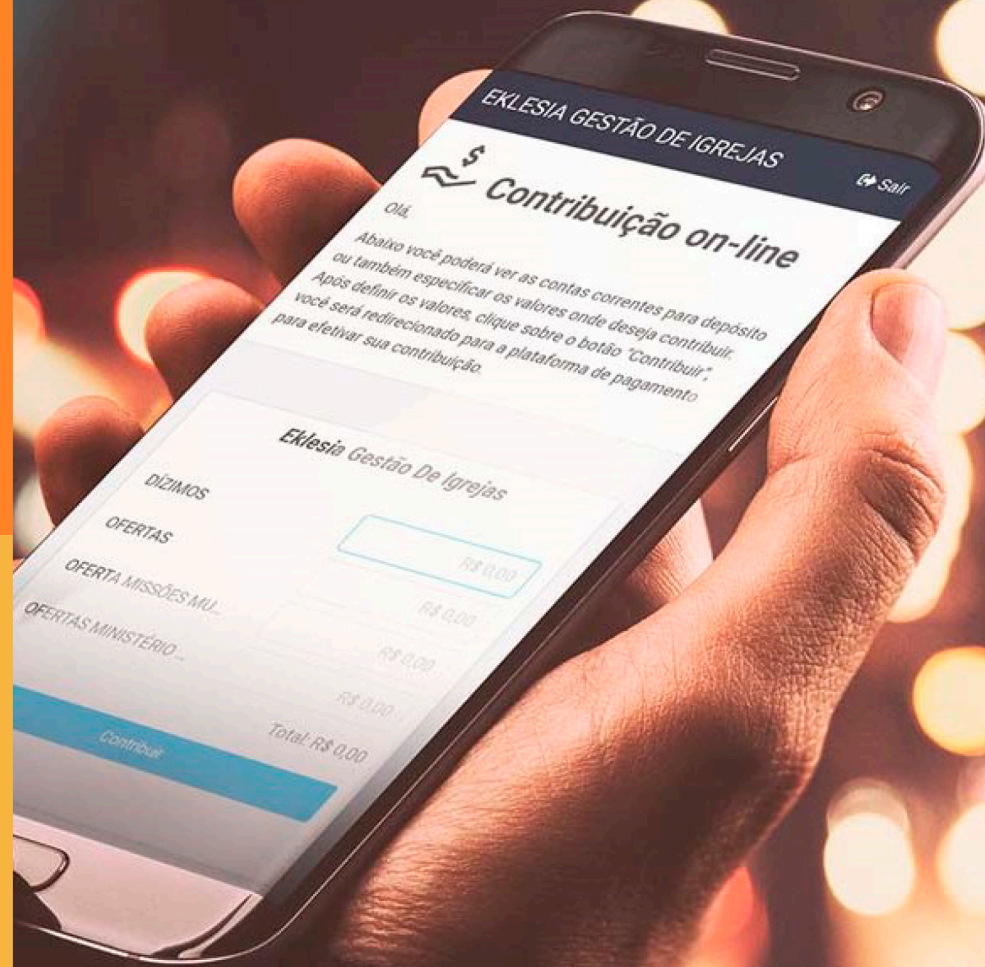 EKLESIA GESTÃO DE IGREJAS
Sair
$
Contribuição on-line
Olá,
Abaixo você poderá ver as contas correntes para depósito
ou também especificar os valores onde deseja contribuir.
Após definir os valores, clique sobre o botão "Contribuir",
você será redirecionado para a plataforma de pagamento
para efetivar sua contribuição.
Eklesia Gestão De Igrejas
DÍZIMOS
R$ 0,00
OFERTAS
R$ 0,00
OFERTA MISSÕES MU...
R$ 0,00
OFERTAS MINISTÉRIO ...
R$ 0,00
Total: R$ 0,00
Contribuir